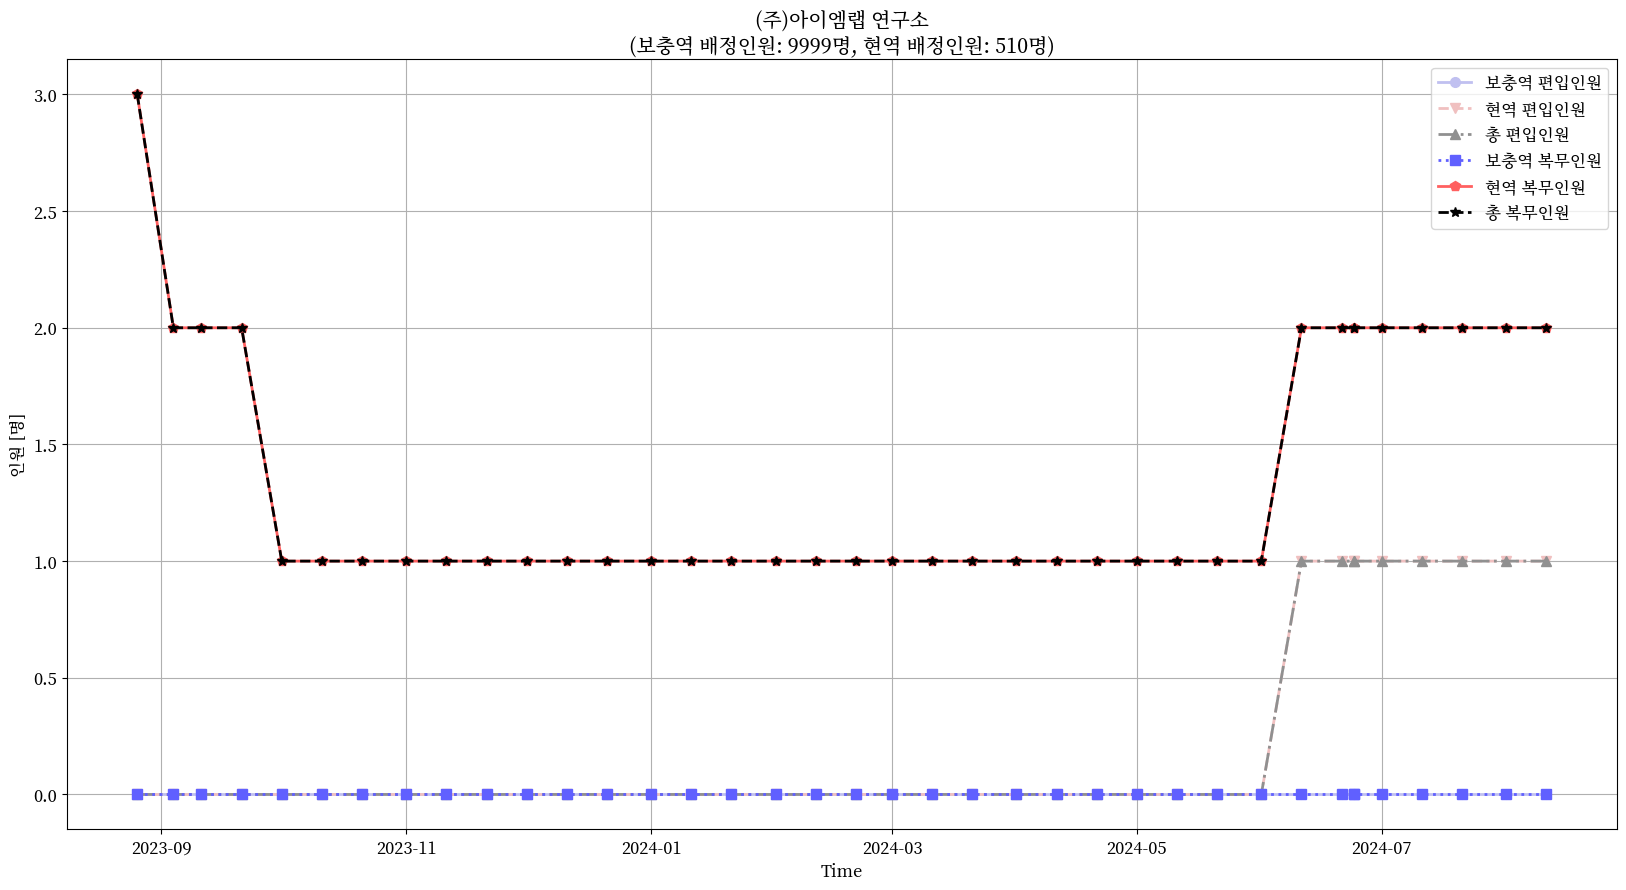 (주)아이엠랩 연구소
(보충역 배정인원: 9999명, 현역 배정인원: 510명)
보충역 편입인원
현역 편입인원
총 편입인원
보충역 복무인원
현역 복무인원
총 복무인원
3.0
2.5
2.0
1.5
1.0
0.5
0.0
인원 [명]
2023-09
2023-11
2024-01
2024-03
2024-05
2024-07
Time